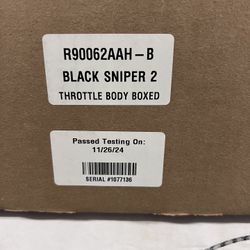 R90062AAH-B
BLACK SNIPER 2
THROTTLE BODY BOXED
Passed Testing On:
11/26/24
SERIAL #1077136